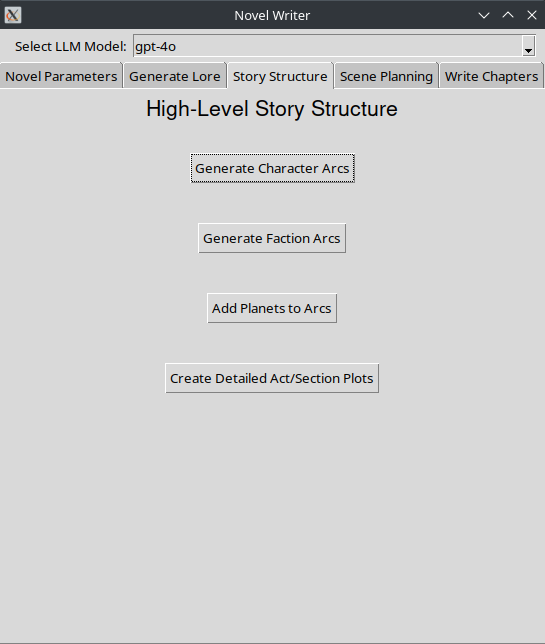 Novel Writer
Select LLM Model: gpt-4o
Novel Parameters Generate Lore Story Structure Scene Planning Write Chapters
High-Level Story Structure
Generate Character Arcs
Generate Faction Arcs
Add Planets to Arcs
Create Detailed Act/Section Plots